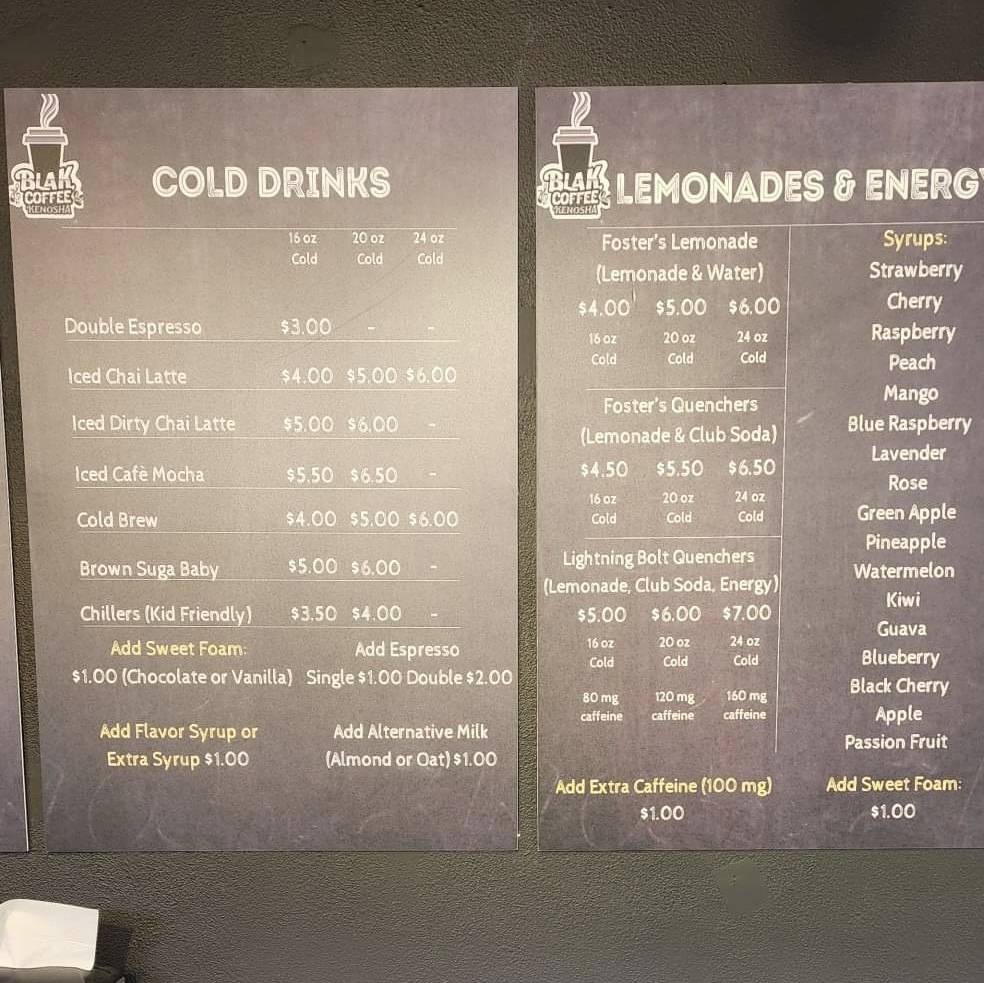 BLAK
COFFEE
KENOSHA
COLD DRINKS
16 oz 20 oz 24 oz
Cold Cold Cold
Double Espresso $3.00 - -
Iced Chai Latte $4.00 $5.00 $6.00
Iced Dirty Chai Latte $5.00 $6.00 -
Iced Cafè Mocha $5.50 $6.50 -
Cold Brew $4.00 $5.00 $6.00
Brown Suga Baby $5.00 $6.00 -
Chillers (Kid Friendly) $3.50 $4.00 -
Add Sweet Foam:
$1.00 (Chocolate or Vanilla)
Add Espresso
Single $1.00 Double $2.00
Add Flavor Syrup or
Extra Syrup $1.00
Add Alternative Milk
(Almond or Oat) $1.00
BLAK
COFFEE
KENOSHA
LEMONADES & ENERGY
Foster's Lemonade
(Lemonade & Water)
$4.00 $5.00 $6.00
16 oz 20 oz 24 oz
Cold Cold Cold
Foster's Quenchers
(Lemonade & Club Soda)
$4.50 $5.50 $6.50
16 oz 20 oz 24 oz
Cold Cold Cold
Lightning Bolt Quenchers
(Lemonade, Club Soda, Energy)
$5.00 $6.00 $7.00
16 oz 20 oz 24 oz
Cold Cold Cold
80 mg 120 mg 160 mg
caffeine caffeine caffeine
Add Extra Caffeine (100 mg)
$1.00
Syrups:
Strawberry
Cherry
Raspberry
Peach
Mango
Blue Raspberry
Lavender
Rose
Green Apple
Pineapple
Watermelon
Kiwi
Guava
Blueberry
Black Cherry
Apple
Passion Fruit
Add Sweet Foam:
$1.00